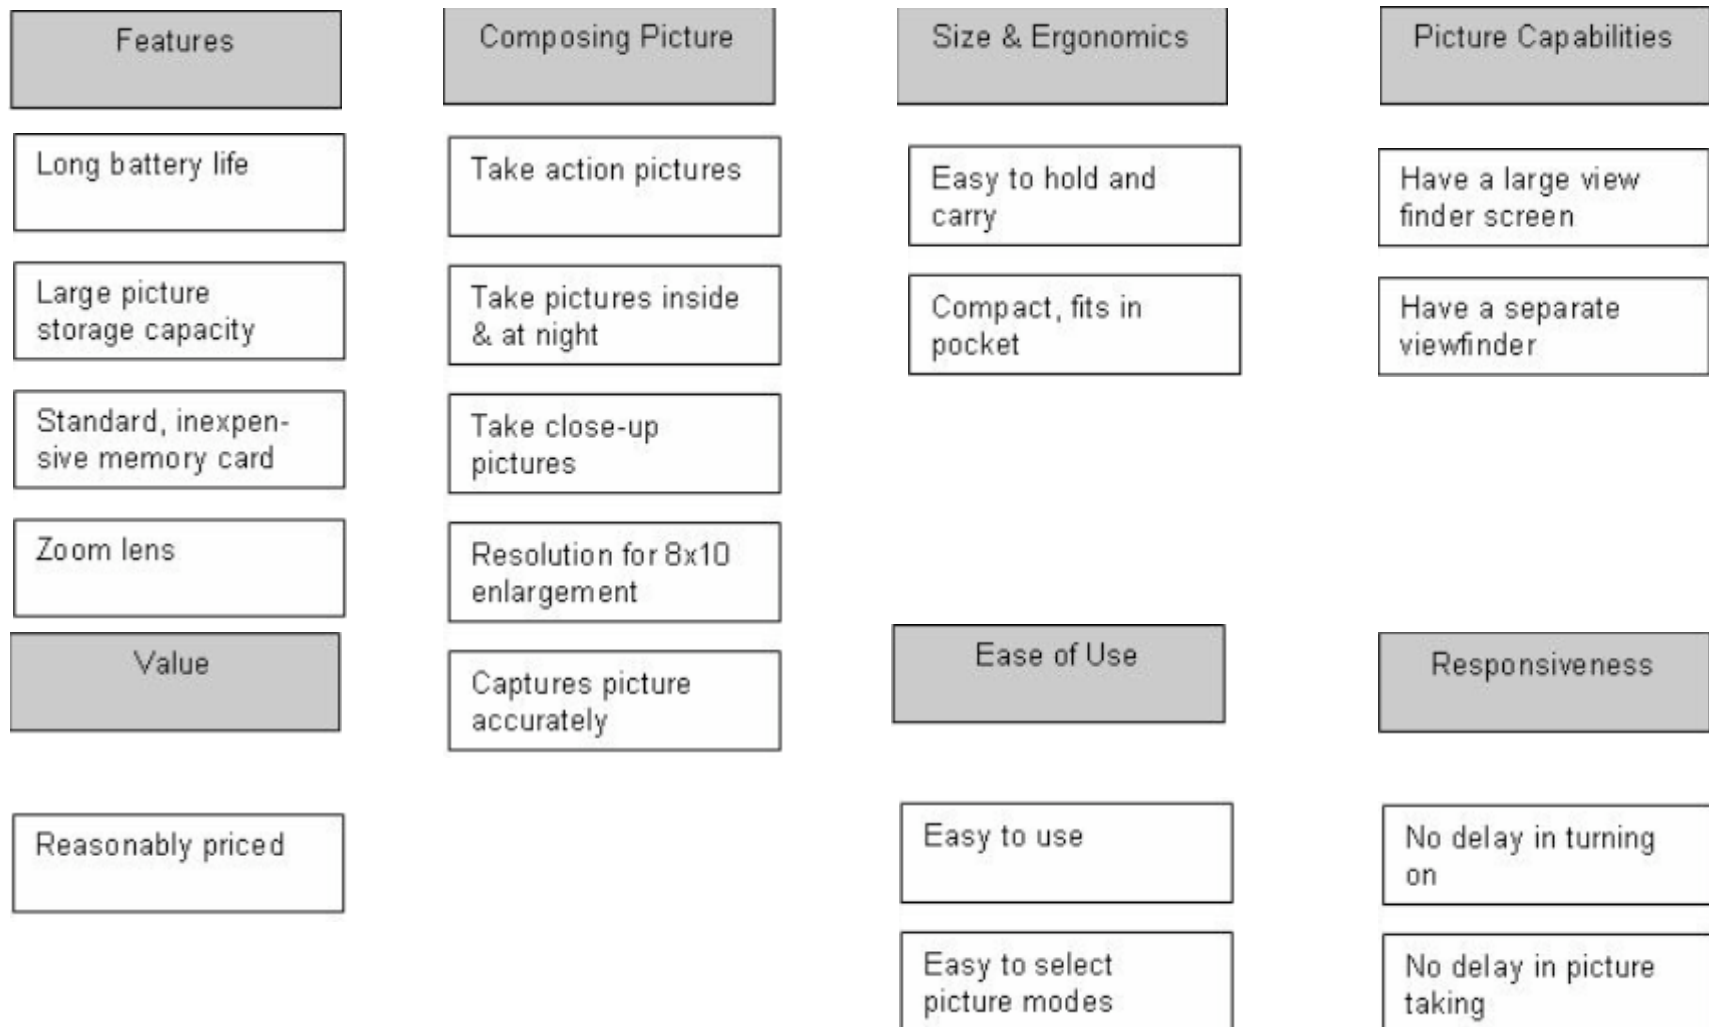 Features
Long battery life
Large picture
storage capacity
Standard, inexpen-
sive memory card
Zoom lens
Value
Reasonably priced
Composing Picture
Take action pictures
Take pictures inside
& at night
Take close-up
pictures
Resolution for 8x10
enlargement
Captures picture
accurately
Size & Ergonomics
Easy to hold and
carry
Compact, fits in
pocket
Ease of Use
Easy to use
Easy to select
picture modes
Picture Capabilities
Have a large view
finder screen
Have a separate
viewfinder
Responsiveness
No delay in turning
on
No delay in picture
taking